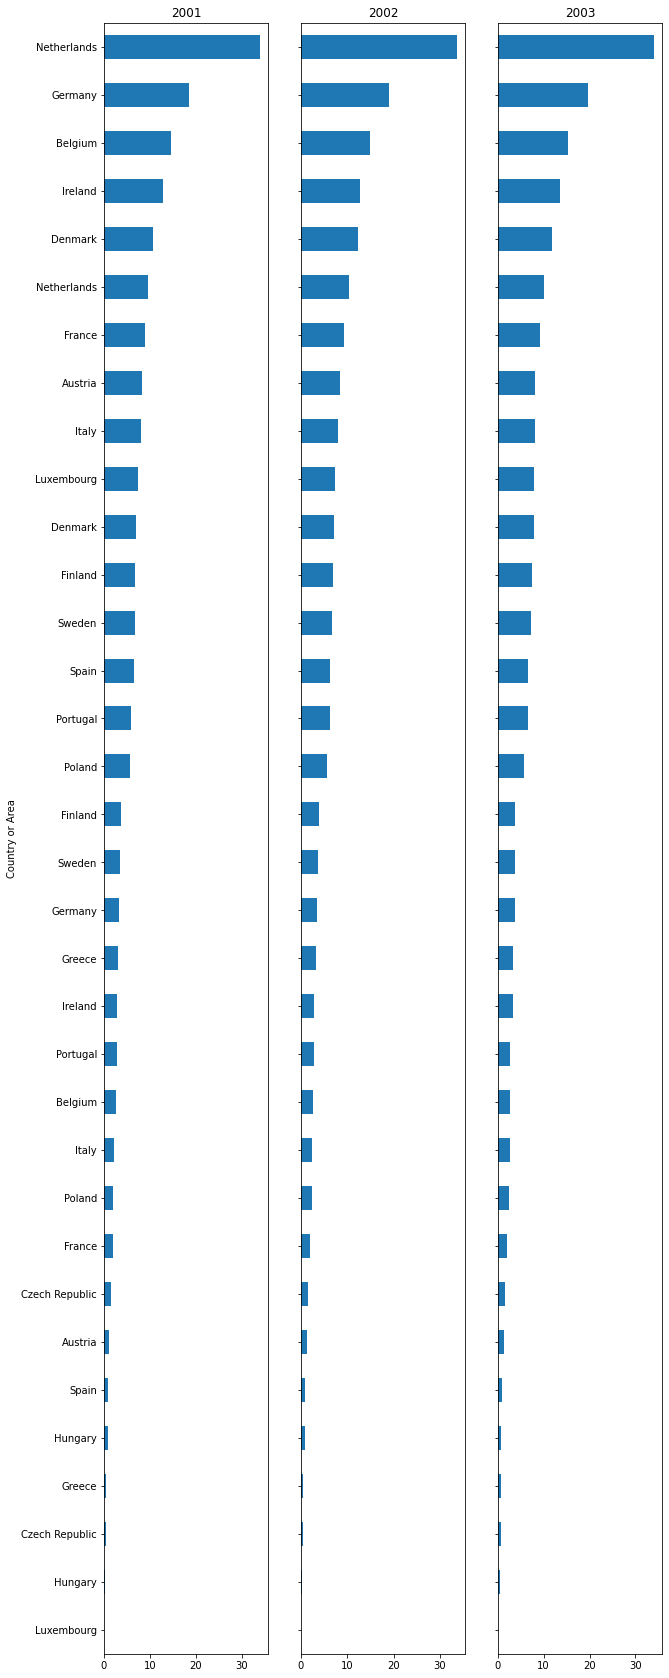 2001
2002
2003
Netherlands
Germany
Belgium
Ireland
Denmark
Netherlands
France
Austria
Italy
Luxembourg
Denmark
Finland
Sweden
Spain
Portugal
Poland
Finland
Sweden
Germany
Greece
Ireland
Portugal
Belgium
Italy
Poland
France
Czech Republic
Austria
Spain
Hungary
Greece
Czech Republic
Hungary
Luxembourg
Country or Area
0 10 20 30
0 10 20 30
0 10 20 30